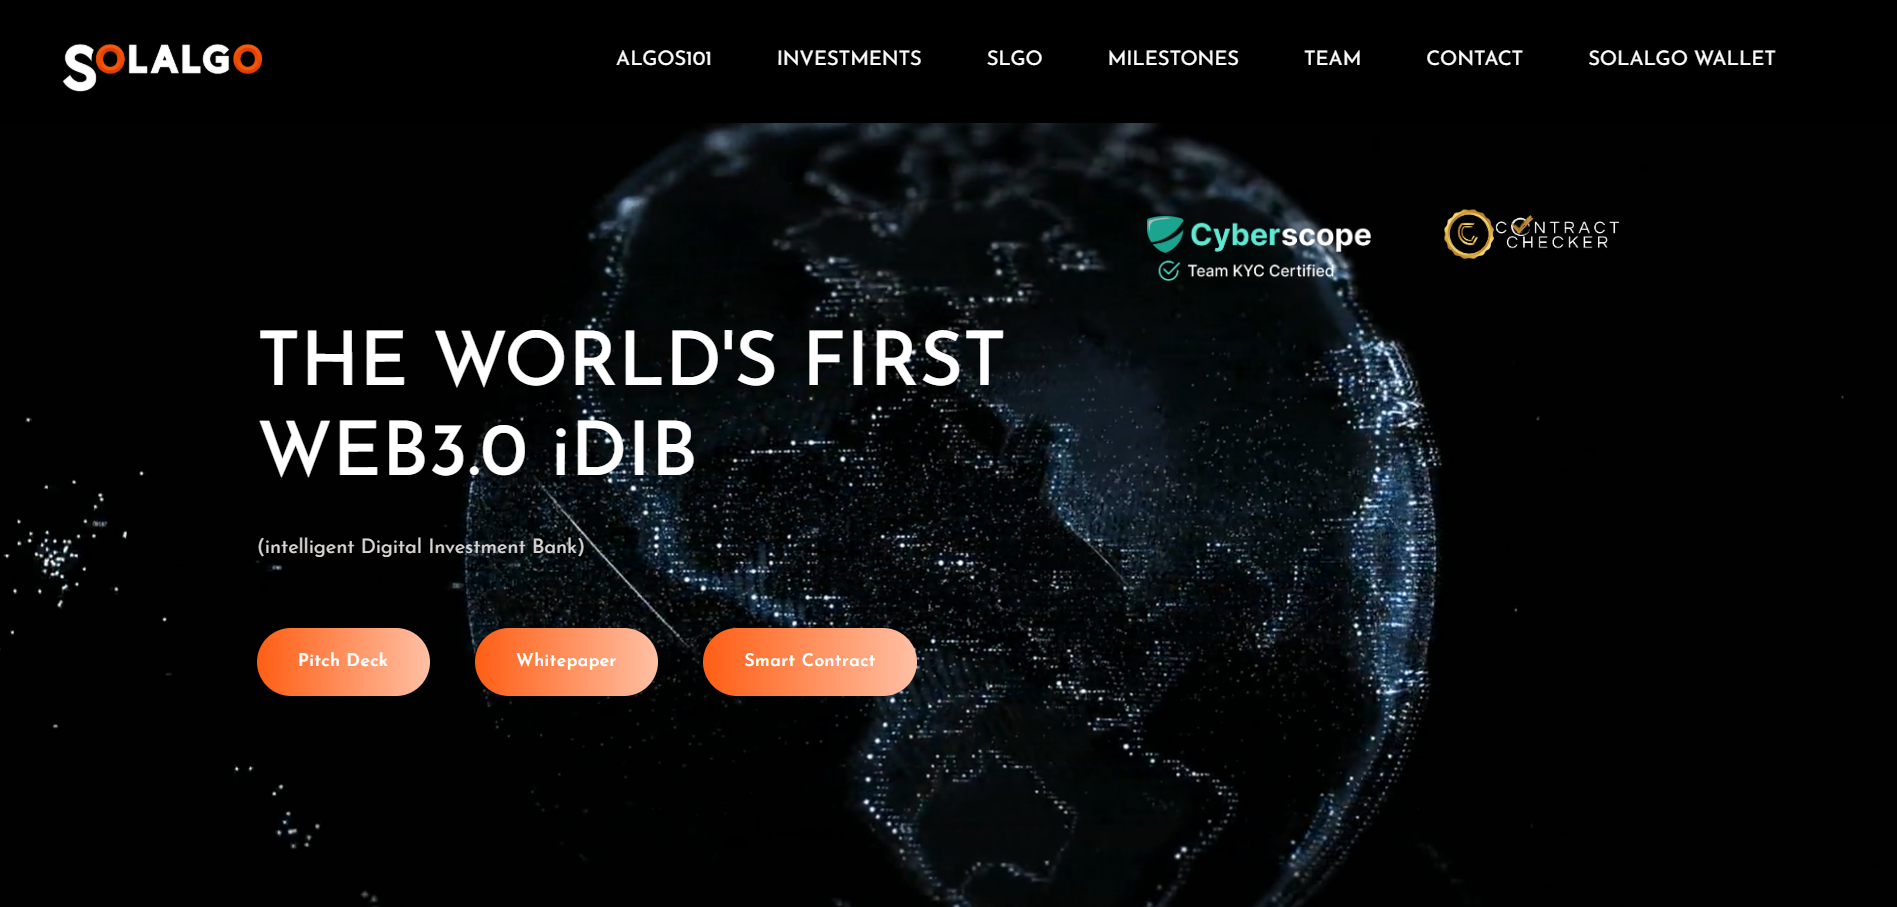 SOLALGO
ALGOS101 INVESTMENTS SLGO MILESTONES TEAM CONTACT SOLALGO WALLET
Cyberscope
Team KYC Certified
CONTRACT
CHECKER
THE WORLD'S FIRST
WEB3.0 iDIB
(intelligent Digital Investment Bank)
Pitch Deck Whitepaper Smart Contract